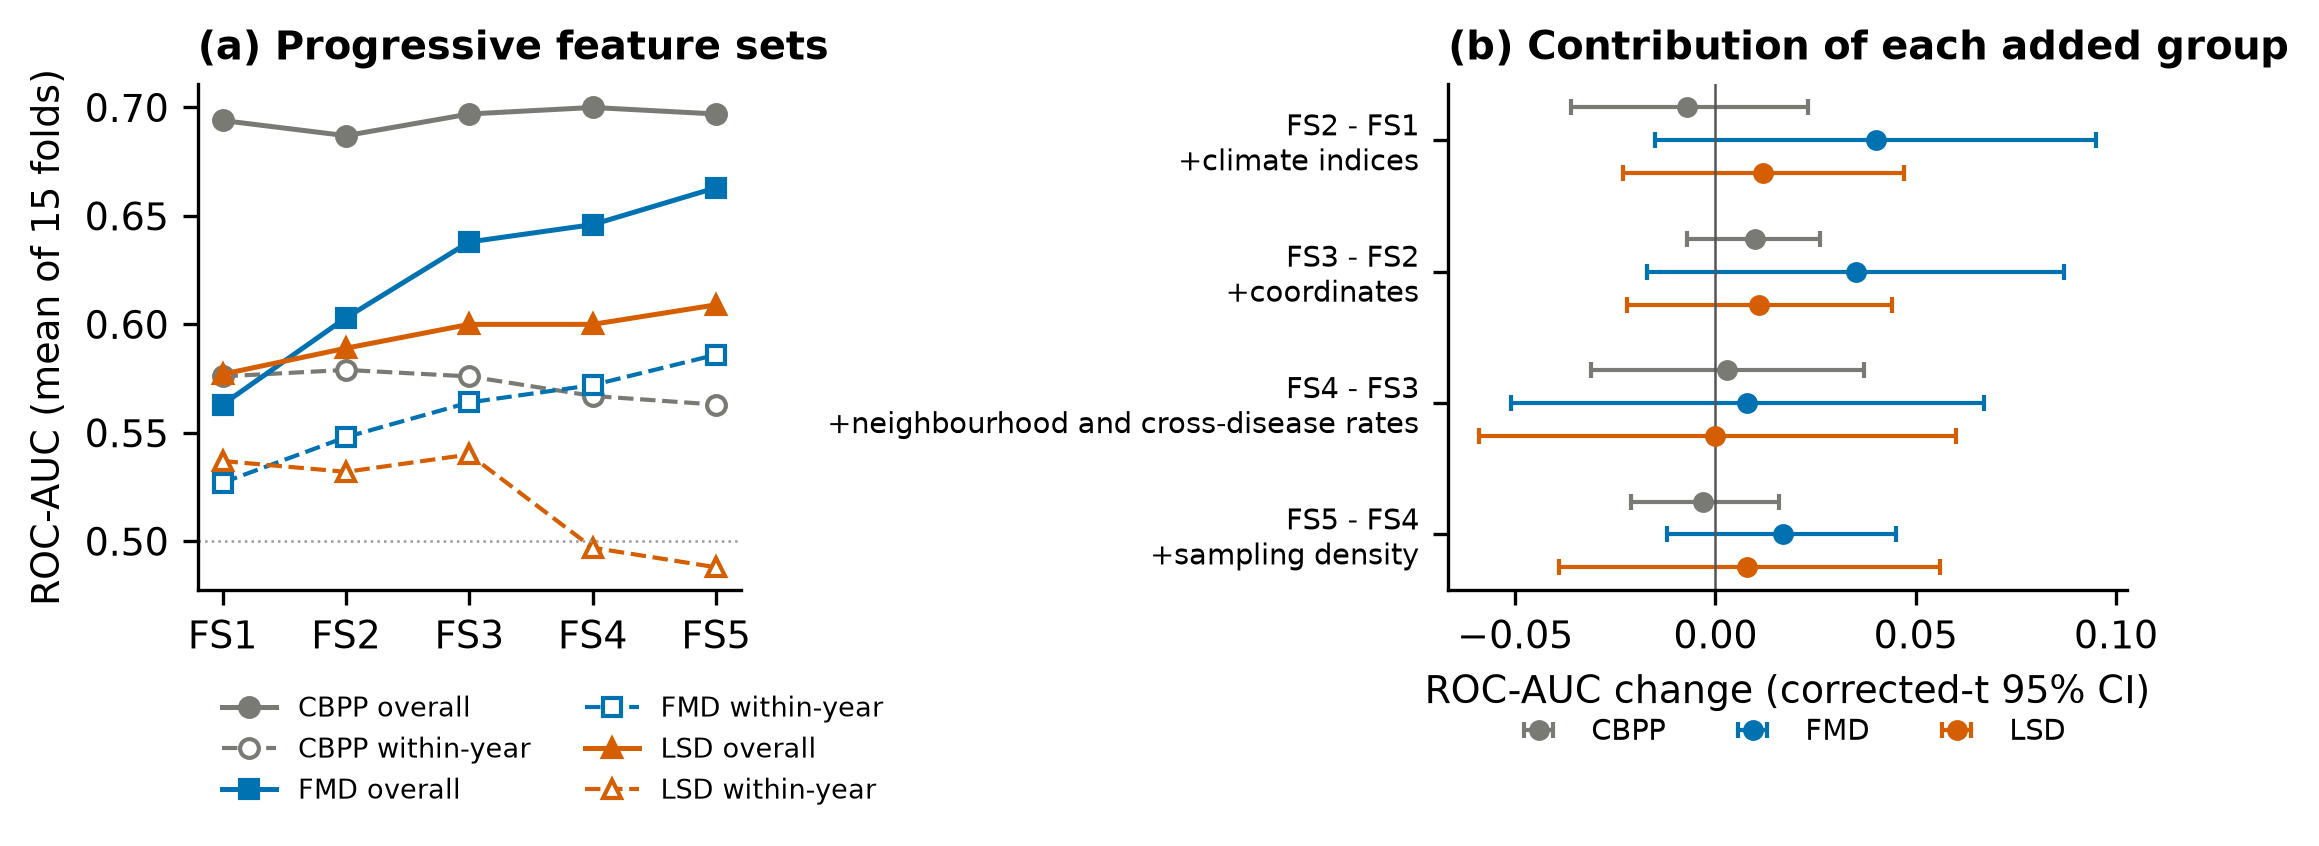 (a) Progressive feature sets
ROC-AUC (mean of 15 folds)
0.70
0.65
0.60
0.55
0.50
FS1 FS2 FS3 FS4 FS5
CBPP overall
CBPP within-year
FMD overall
FMD within-year
LSD overall
LSD within-year
(b) Contribution of each added group
FS2 - FS1
+climate indices
FS3 - FS2
+coordinates
FS4 - FS3
+neighbourhood and cross-disease rates
FS5 - FS4
+sampling density
−0.05 0.00 0.05 0.10
ROC-AUC change (corrected-t 95% CI)
CBPP FMD LSD